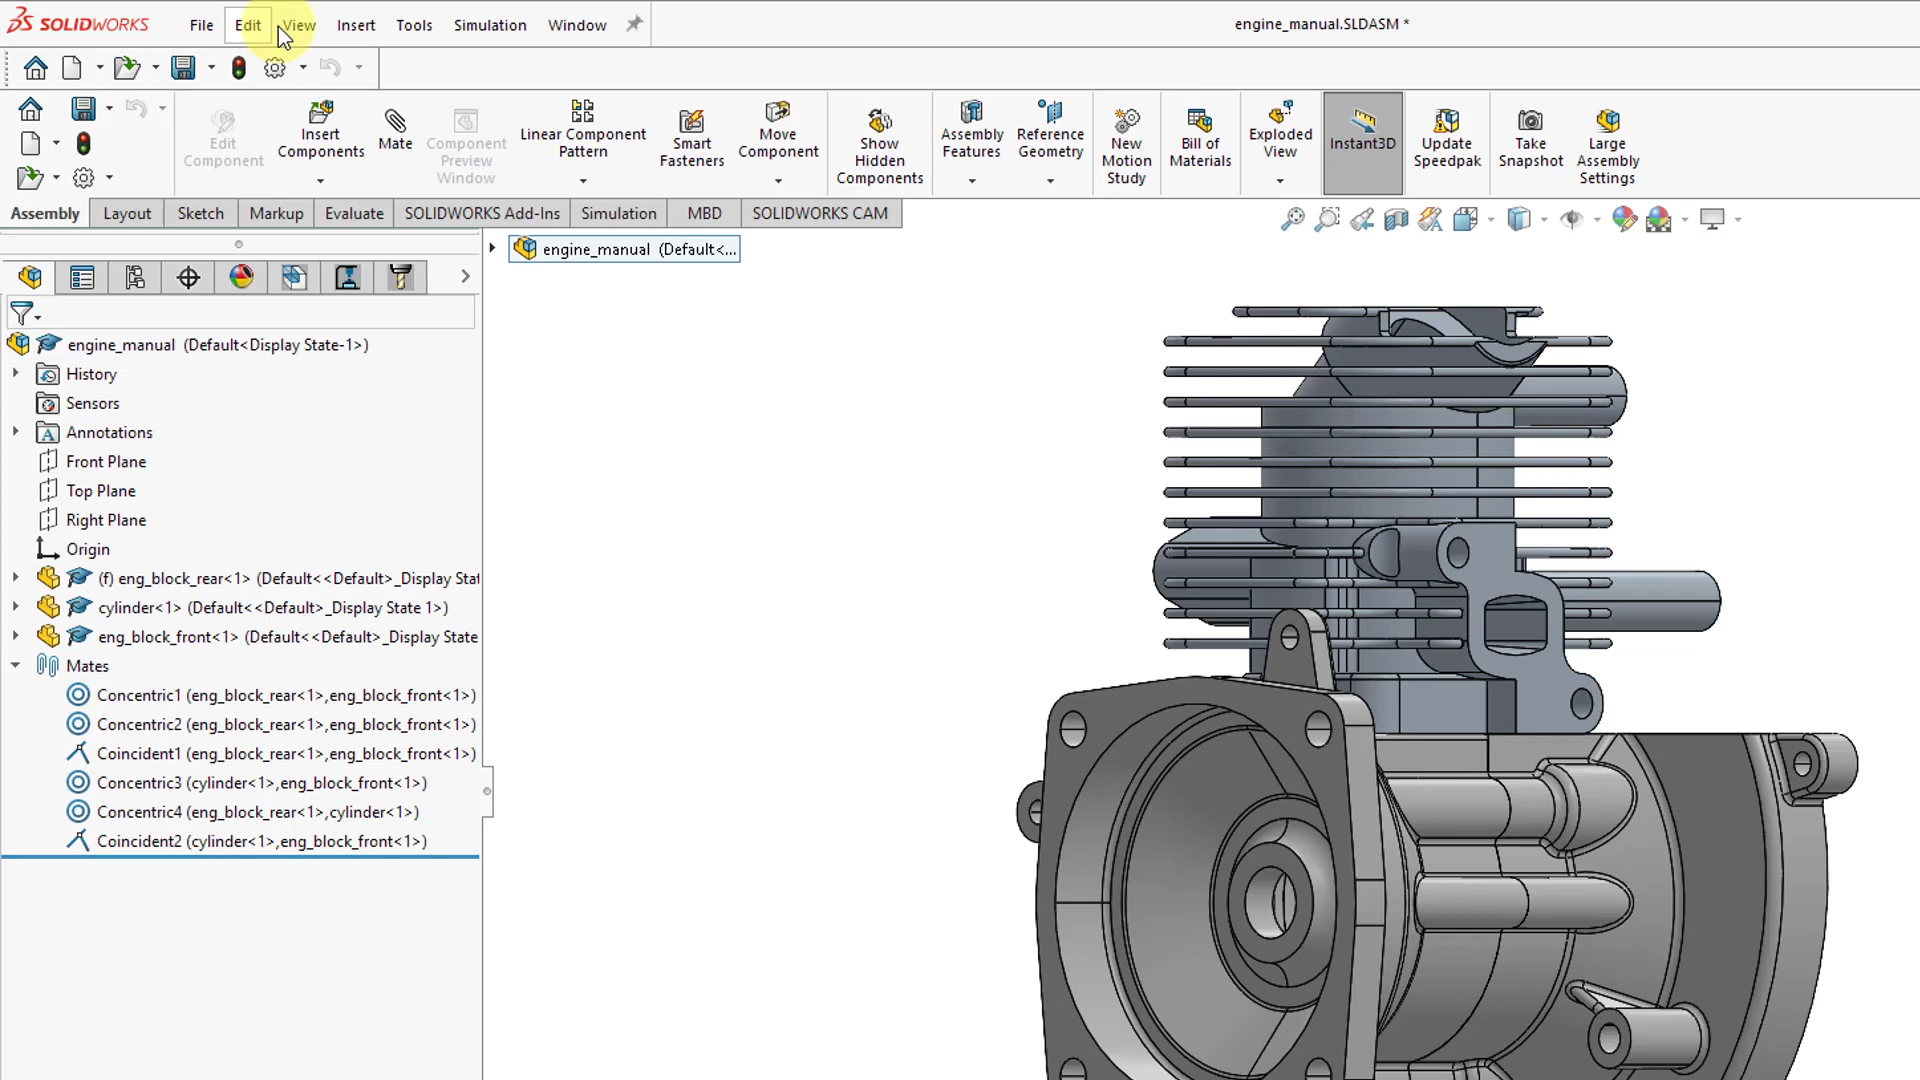 SOLIDWORKS File Edit View Insert Tools Simulation Window engine_manual.SLDASM *
Edit Component
Insert Components
Mate
Component Preview Window
Linear Component Pattern
Smart Fasteners
Move Component
Show Hidden Components
Assembly Features
Reference Geometry
New Motion Study
Bill of Materials
Exploded View
Instant3D
Update Speedpak
Take Snapshot
Large Assembly Settings
Assembly Layout Sketch Markup Evaluate SOLIDWORKS Add-Ins Simulation MBD SOLIDWORKS CAM
engine_manual (Default<...
engine_manual (Default<Display State-1>)
History
Sensors
Annotations
Front Plane
Top Plane
Right Plane
Origin
(f) eng_block_rear<1> (Default<<Default>_Display Stat
cylinder<1> (Default<<Default>_Display State 1>)
eng_block_front<1> (Default<<Default>_Display State
Mates
Concentric1 (eng_block_rear<1>,eng_block_front<1>)
Concentric2 (eng_block_rear<1>,eng_block_front<1>)
Coincident1 (eng_block_rear<1>,eng_block_front<1>)
Concentric3 (cylinder<1>,eng_block_front<1>)
Concentric4 (eng_block_rear<1>,cylinder<1>)
Coincident2 (cylinder<1>,eng_block_front<1>)